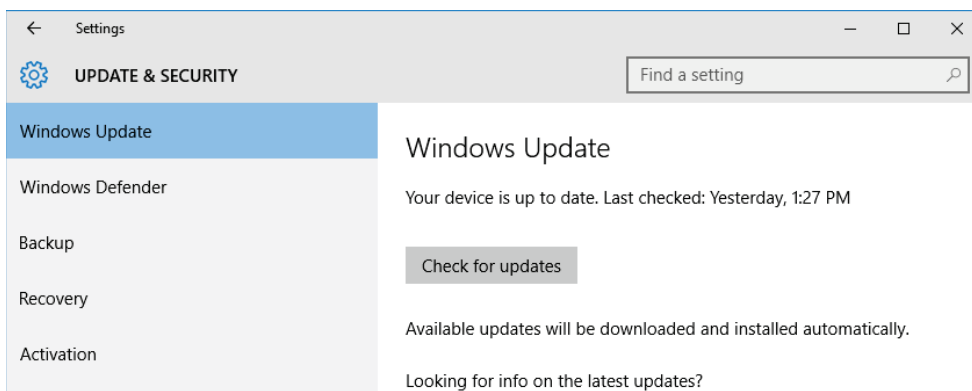 Settings
UPDATE & SECURITY
Find a setting
Windows Update
Windows Defender
Backup
Recovery
Activation
Windows Update
Your device is up to date. Last checked: Yesterday, 1:27 PM
Check for updates
Available updates will be downloaded and installed automatically.
Looking for info on the latest updates?